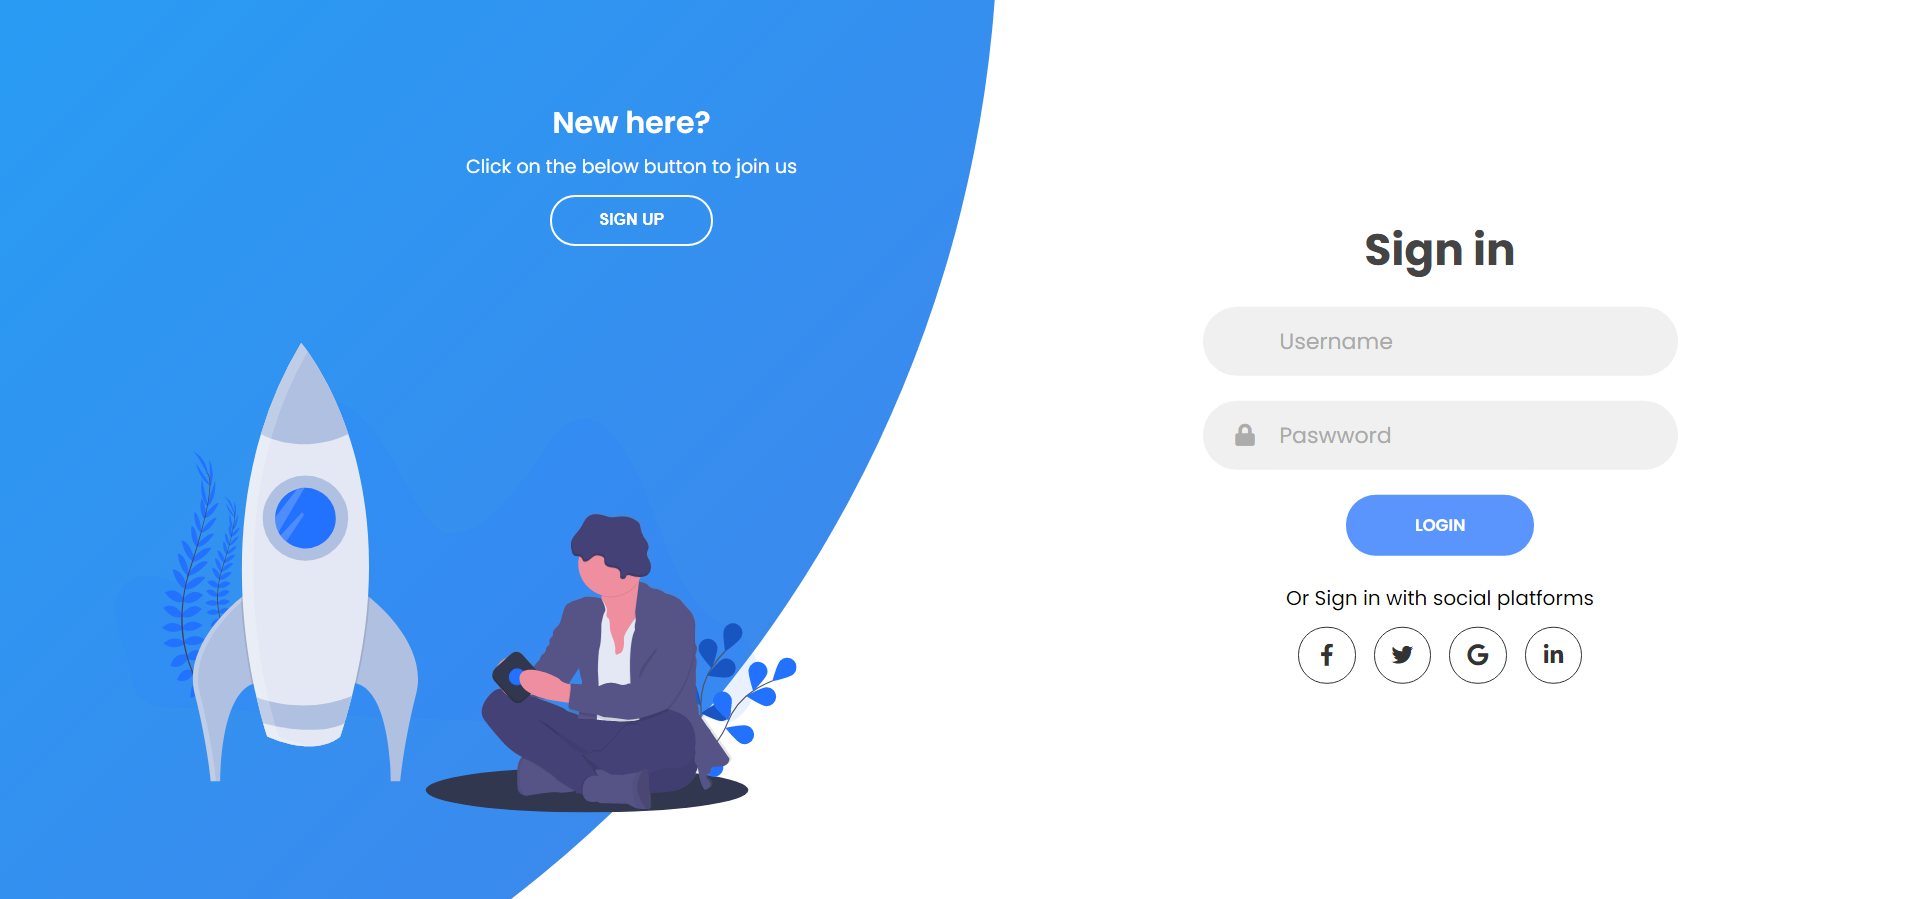 New here?
Click on the below button to join us
SIGN UP
Sign in
Username
Paswword
LOGIN
Or Sign in with social platforms